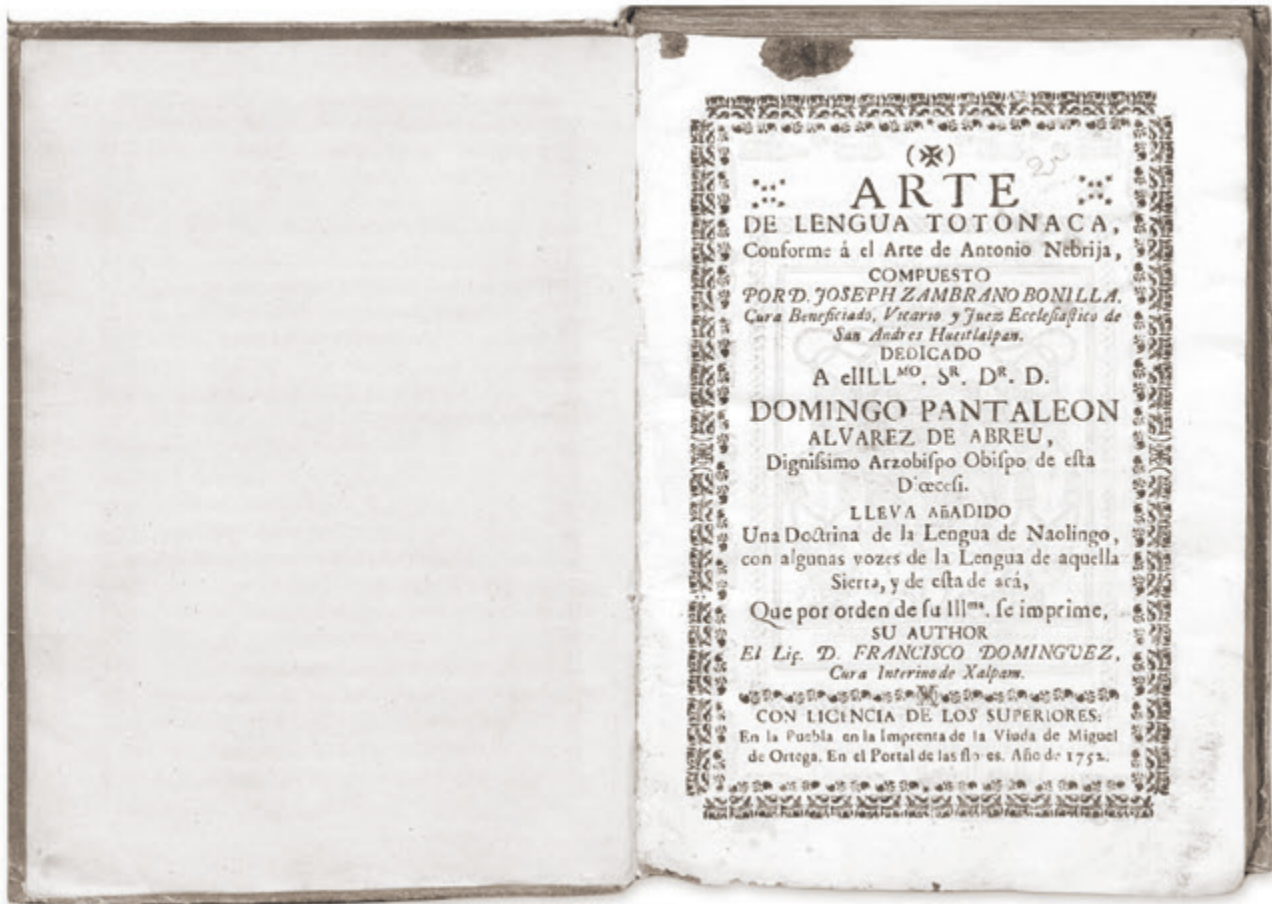 (✠)
ARTE
DE LENGUA TOTONACA,
Conforme á el Arte de Antonio Nebrija,
COMPUESTO
POR D. JOSEPH ZAMBRANO BONILLA.
Cura Beneficiado, Vicario y Juez Ecclesiaſtico de
San Andres Hueitlalpan.
DEDICADO
A elILL^MO. S^R. D^R. D.
DOMINGO PANTALEON
ALVAREZ DE ABREU,
Digniſsimo Arzobiſpo Obiſpo de eſta
Diœceſi.
LLEVA AñADIDO
Una Doctrina de la Lengua de Naolingo,
con algunas vozes de la Lengua de aquella
Sierra, y de eſta de acá,
Que por orden de ſu Ill^ma. ſe imprime,
SU AUTHOR
El Lic. D. FRANCISCO DOMINGUEZ,
Cura Interino de Xalpam.
CON LICENCIA DE LOS SUPERIORES:
En la Puebla en la Imprenta de la Viuda de Miguel
de Ortega. En el Portal de las flores. Año de 1752.